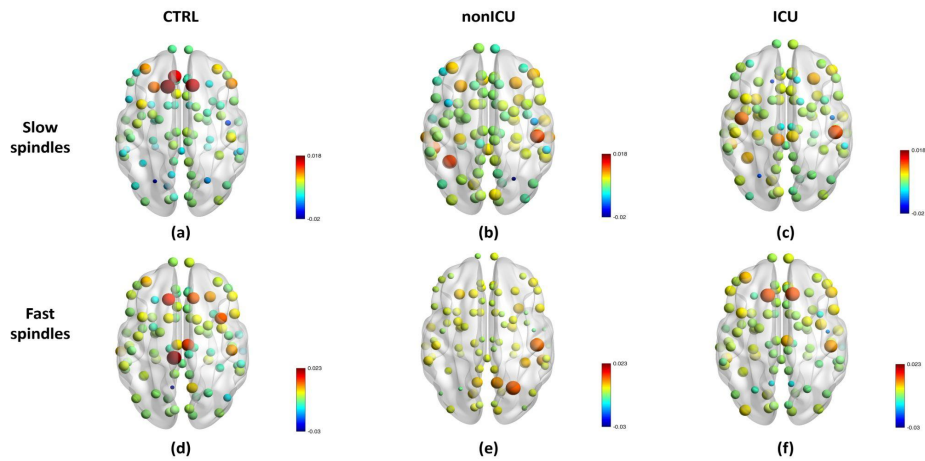 CTRL
nonICU
ICU
Slow
spindles
0.018
-0.02
0.018
-0.02
0.018
-0.02
(a)
(b)
(c)
Fast
spindles
0.023
-0.03
0.023
-0.03
0.023
-0.03
(d)
(e)
(f)